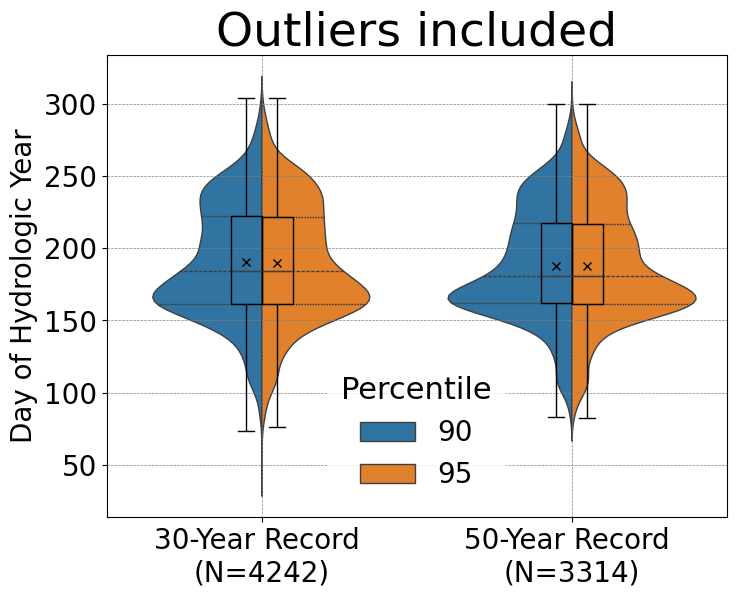 Outliers included
Day of Hydrologic Year
300
250
200
150
100
50
Percentile
90
95
30-Year Record
(N=4242)
50-Year Record
(N=3314)